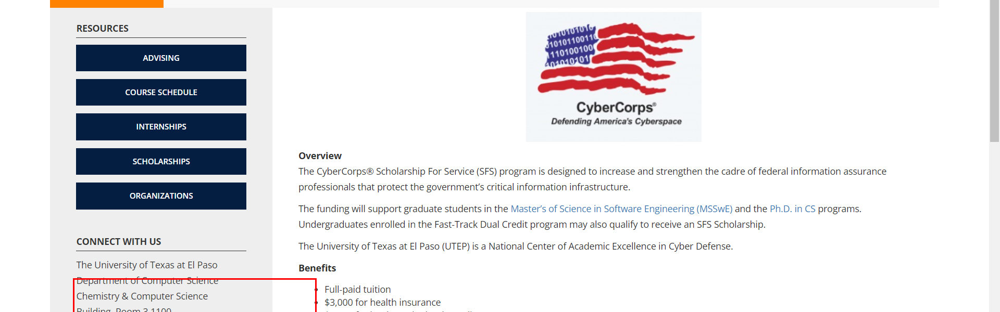 RESOURCES
ADVISING
COURSE SCHEDULE
INTERNSHIPS
SCHOLARSHIPS
ORGANIZATIONS
CONNECT WITH US
The University of Texas at El Paso
Department of Computer Science
Chemistry & Computer Science
Building, Room 3.1100
1010101010
010101100110
110100100
101010101
CyberCorps®
Defending America's Cyberspace
Overview
The CyberCorps® Scholarship For Service (SFS) program is designed to increase and strengthen the cadre of federal information assurance
professionals that protect the government’s critical information infrastructure.
The funding will support graduate students in the Master’s of Science in Software Engineering (MSSwE) and the Ph.D. in CS programs.
Undergraduates enrolled in the Fast-Track Dual Credit program may also qualify to receive an SFS Scholarship.
The University of Texas at El Paso (UTEP) is a National Center of Academic Excellence in Cyber Defense.
Benefits
• Full-paid tuition
• $3,000 for health insurance